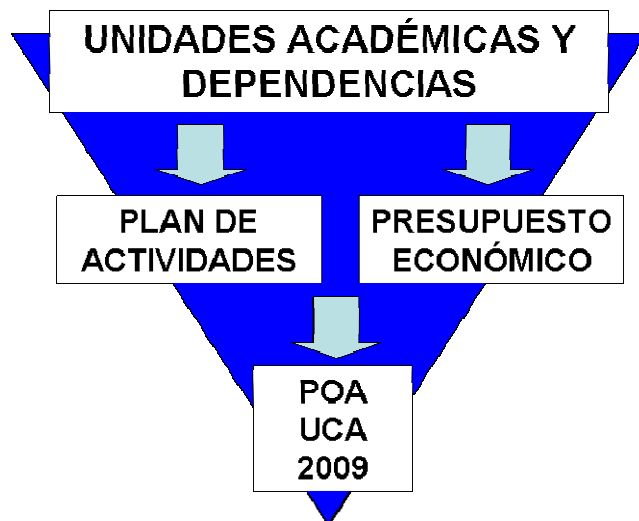 UNIDADES ACADÉMICAS Y
DEPENDENCIAS
PLAN DE
ACTIVIDADES
PRESUPUESTO
ECONÓMICO
POA
UCA
2009